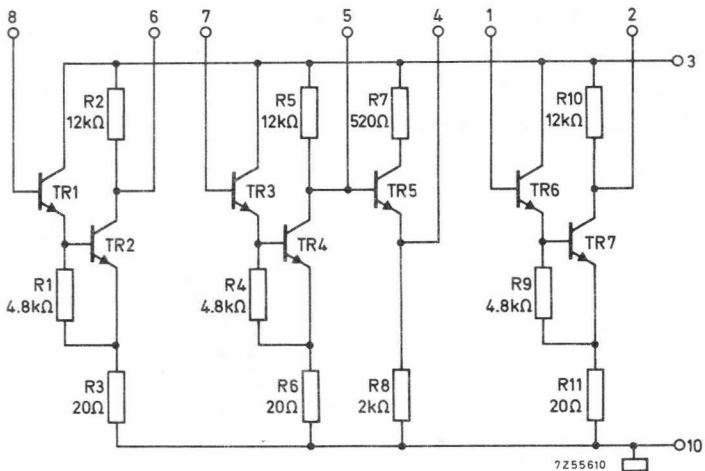 8 6 7 5 4 1 2
3
R2 12kΩ
R5 12kΩ
R7 520Ω
R10 12kΩ
TR1
TR3
TR5
TR6
TR2
TR4
TR7
R1 4.8kΩ
R4 4.8kΩ
R9 4.8kΩ
R3 20Ω
R6 20Ω
R8 2kΩ
R11 20Ω
10
7Z55610